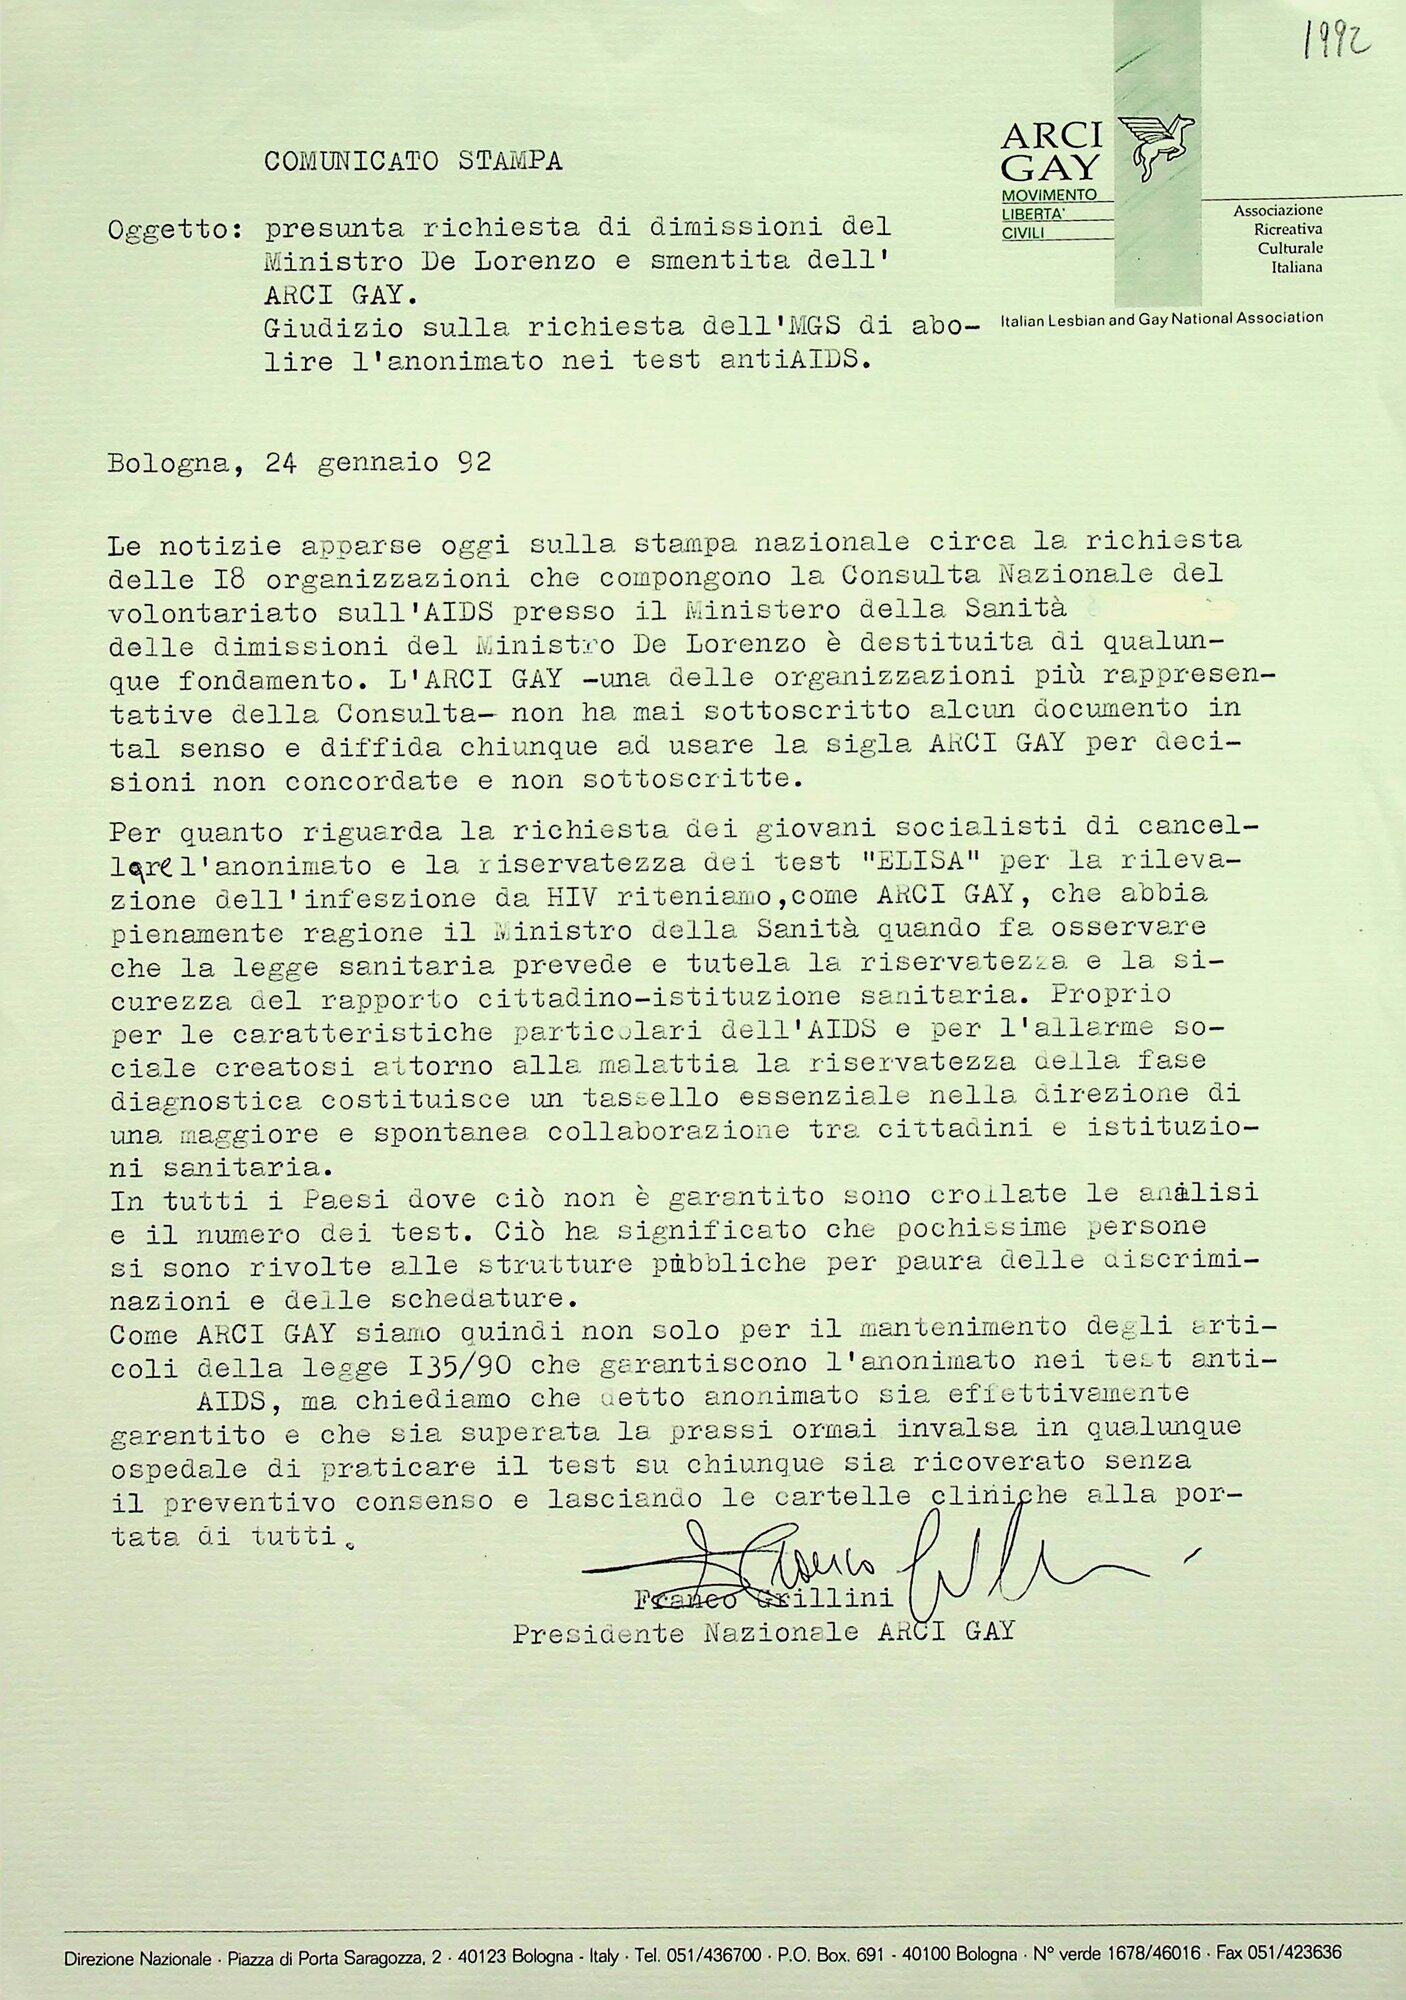 1992
ARCI
GAY
MOVIMENTO
LIBERTA'
CIVILI
Associazione
Ricreativa
Culturale
Italiana
Italian Lesbian and Gay National Association
COMUNICATO STAMPA
Oggetto: presunta richiesta di dimissioni del
Ministro De Lorenzo e smentita dell'
ARCI GAY.
Giudizio sulla richiesta dell'MGS di abo-
lire l'anonimato nei test antiAIDS.
Bologna, 24 gennaio 92
Le notizie apparse oggi sulla stampa nazionale circa la richiesta
delle I8 organizzazioni che compongono la Consulta Nazionale del
volontariato sull'AIDS presso il Ministero della Sanità
delle dimissioni del Ministro De Lorenzo è destituita di qualun-
que fondamento. L'ARCI GAY -una delle organizzazioni più rappresen-
tative della Consulta- non ha mai sottoscritto alcun documento in
tal senso e diffida chiunque ad usare la sigla ARCI GAY per deci-
sioni non concordate e non sottoscritte.
Per quanto riguarda la richiesta dei giovani socialisti di cancel-
lare l'anonimato e la riservatezza dei test "ELISA" per la rileva-
zione dell'infeszione da HIV riteniamo,come ARCI GAY, che abbia
pienamente ragione il Ministro della Sanità quando fa osservare
che la legge sanitaria prevede e tutela la riservatezza e la si-
curezza del rapporto cittadino-istituzione sanitaria. Proprio
per le caratteristiche particolari dell'AIDS e per l'allarme so-
ciale creatosi attorno alla malattia la riservatezza della fase
diagnostica costituisce un tassello essenziale nella direzione di
una maggiore e spontanea collaborazione tra cittadini e istituzio-
ni sanitaria.
In tutti i Paesi dove ciò non è garantito sono crollate le analisi
e il numero dei test. Ciò ha significato che pochissime persone
si sono rivolte alle strutture pubbliche per paura delle discrimi-
nazioni e delle schedature.
Come ARCI GAY siamo quindi non solo per il mantenimento degli arti-
coli della legge I35/90 che garantiscono l'anonimato nei test anti-
AIDS, ma chiediamo che detto anonimato sia effettivamente
garantito e che sia superata la prassi ormai invalsa in qualunque
ospedale di praticare il test su chiunque sia ricoverato senza
il preventivo consenso e lasciando le cartelle cliniche alla por-
tata di tutti.
Franco Grillini
Presidente Nazionale ARCI GAY
Direzione Nazionale · Piazza di Porta Saragozza, 2 · 40123 Bologna - Italy · Tel. 051/436700 · P.O. Box. 691 - 40100 Bologna · N° verde 1678/46016 · Fax 051/423636